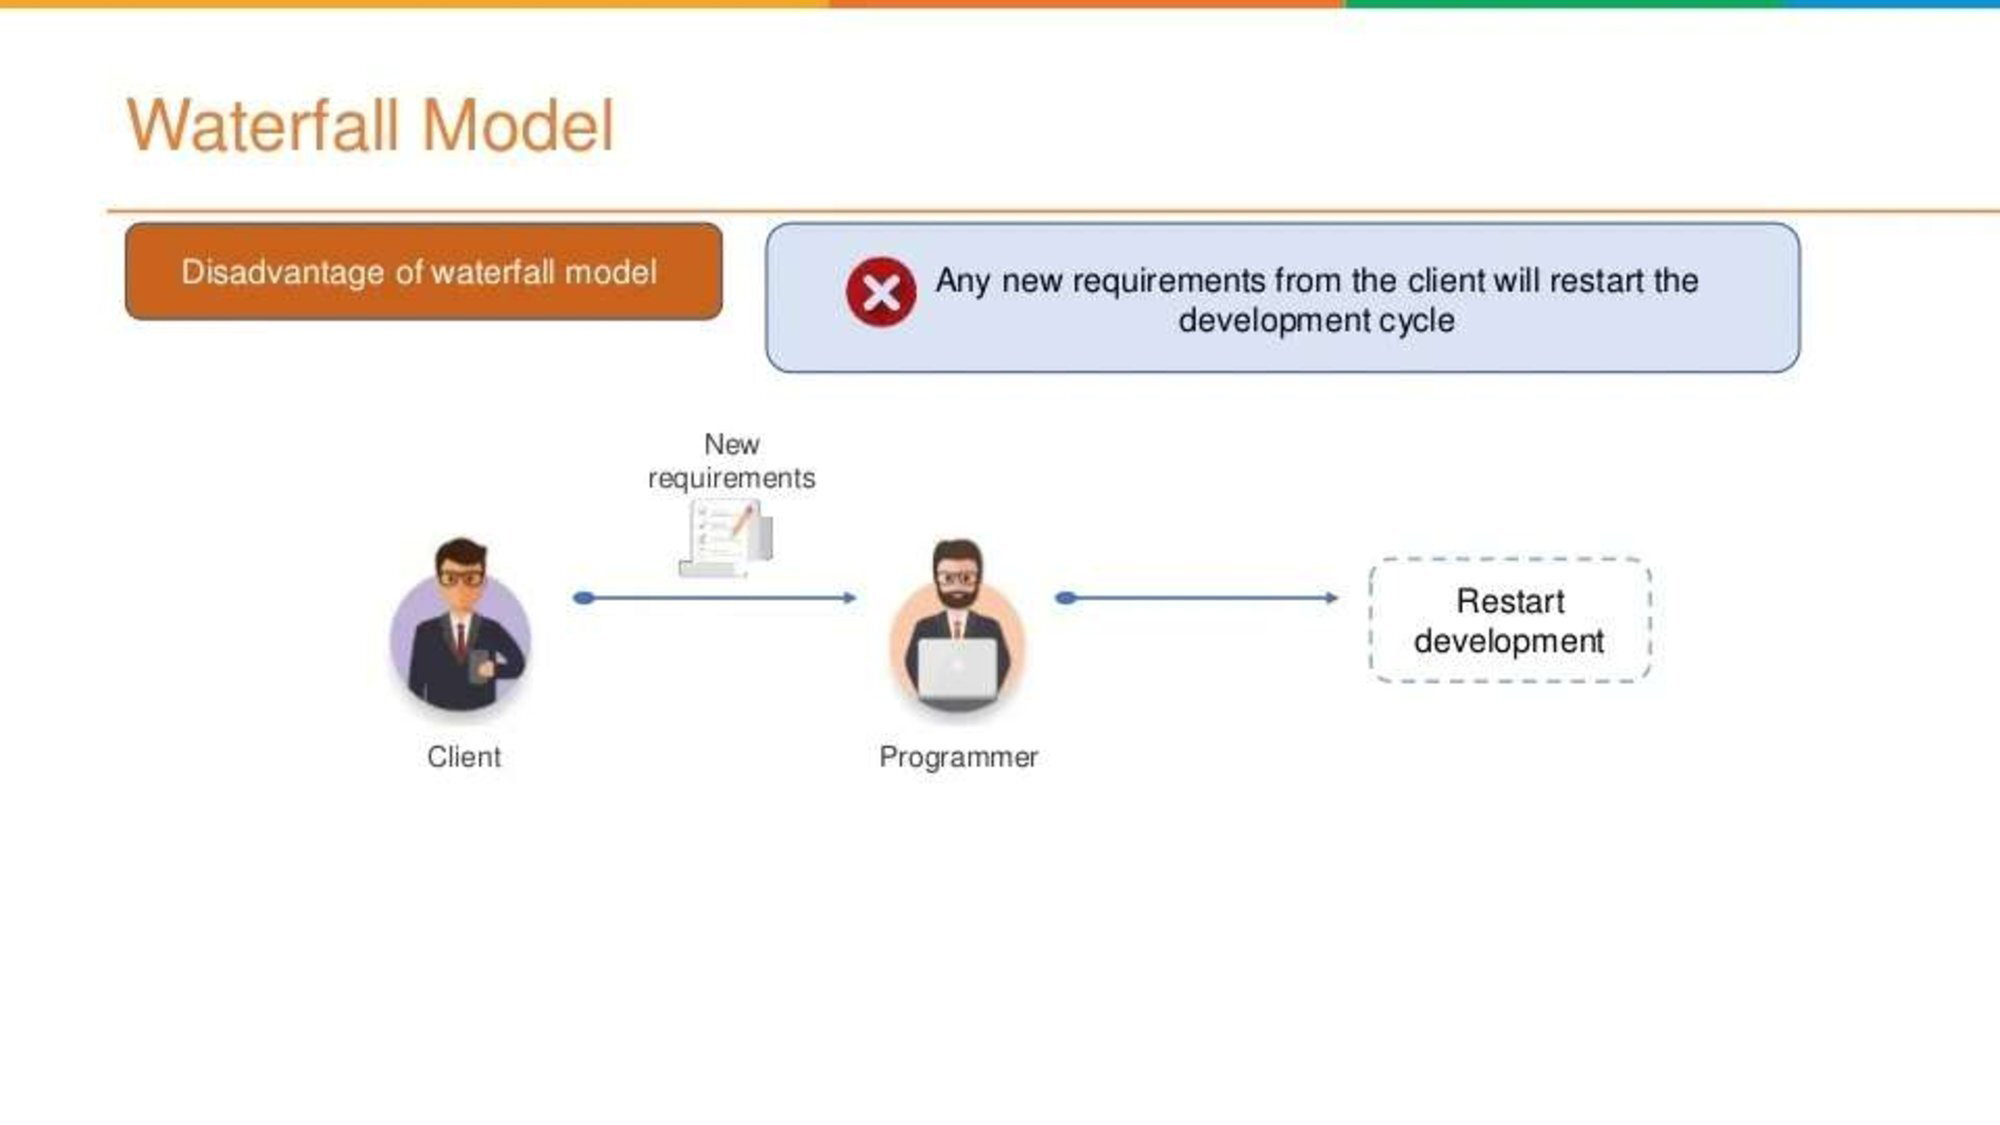 Waterfall Model
Disadvantage of waterfall model
Any new requirements from the client will restart the
development cycle
New
requirements
Restart
development
Client
Programmer